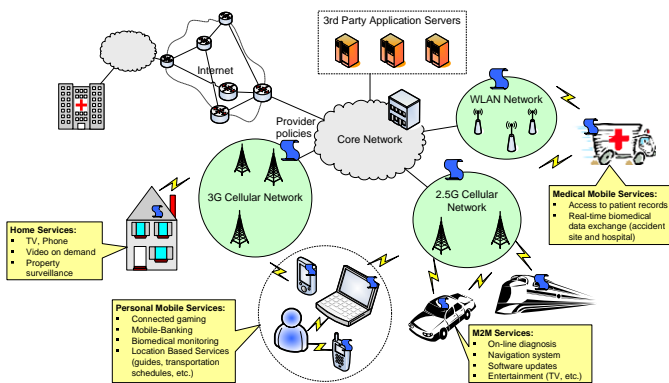 3rd Party Application Servers
Internet
WLAN Network
Provider
policies
Core Network
3G Cellular Network
2.5G Cellular
Network
Medical Mobile Services:
▪ Access to patient records
▪ Real-time biomedical
data exchange (accident
site and hospital)
Home Services:
▪ TV, Phone
▪ Video on demand
▪ Property
surveillance
Personal Mobile Services:
▪ Connected gaming
▪ Mobile-Banking
▪ Biomedical monitoring
▪ Location Based Services
(guides, transportation
schedules, etc.)
M2M Services:
▪ On-line diagnosis
▪ Navigation system
▪ Software updates
▪ Entertainment (TV, etc.)